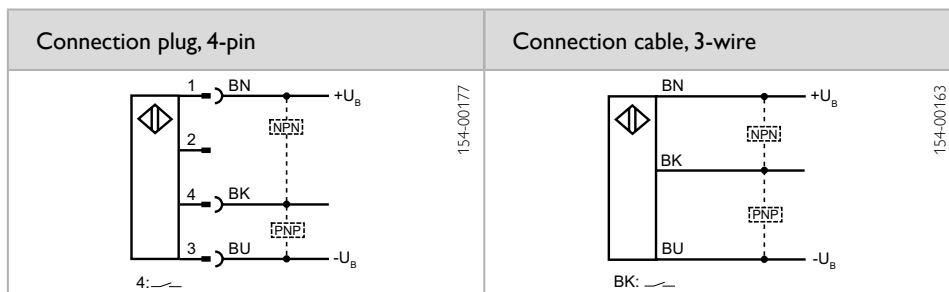 Connection plug, 4-pin
Connection cable, 3-wire
1 BN +UB
NPN
2
4 BK
PNP
3 BU -UB
4:
154-00177
BN +UB
NPN
BK
PNP
BU -UB
BK:
154-00163